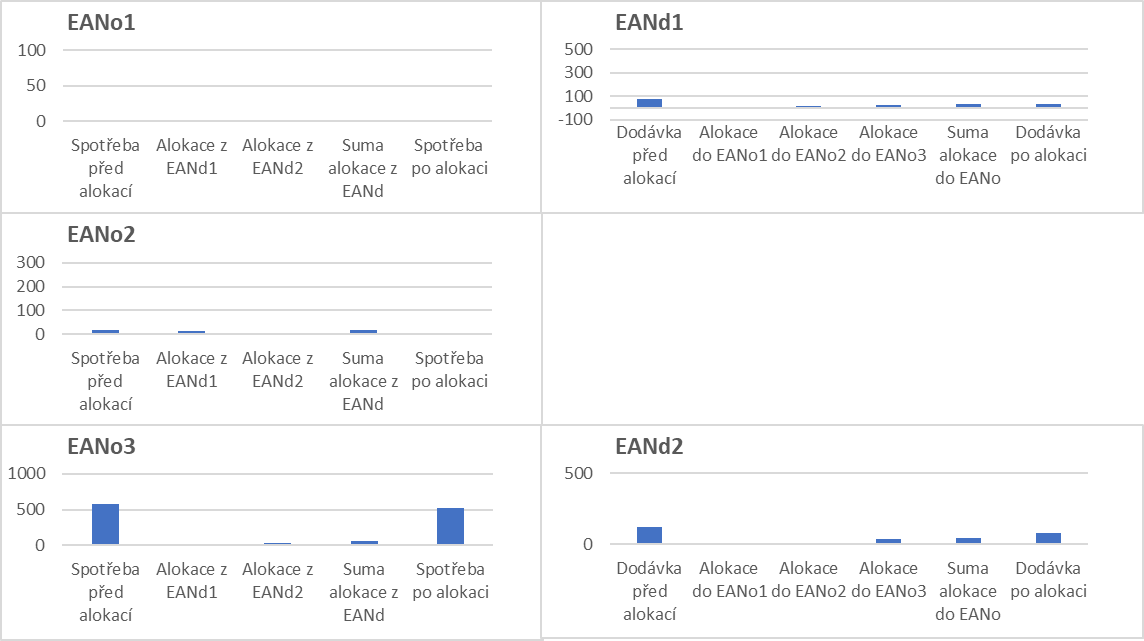 EANo1
100
50
0
Spotřeba
před
alokací
Alokace z
EANd1
Alokace z
EANd2
Suma
alokace z
EANd
Spotřeba
po alokaci
EANd1
500
300
100
-100
Dodávka
před
alokací
Alokace
do EANo1
Alokace
do EANo2
Alokace
do EANo3
Suma
alokace
do EANo
Dodávka
po alokaci
EANo2
300
200
100
0
Spotřeba
před
alokací
Alokace z
EANd1
Alokace z
EANd2
Suma
alokace z
EANd
Spotřeba
po alokaci
EANo3
1000
500
0
Spotřeba
před
alokací
Alokace z
EANd1
Alokace z
EANd2
Suma
alokace z
EANd
Spotřeba
po alokaci
EANd2
500
0
Dodávka
před
alokací
Alokace
do EANo1
Alokace
do EANo2
Alokace
do EANo3
Suma
alokace
do EANo
Dodávka
po alokaci